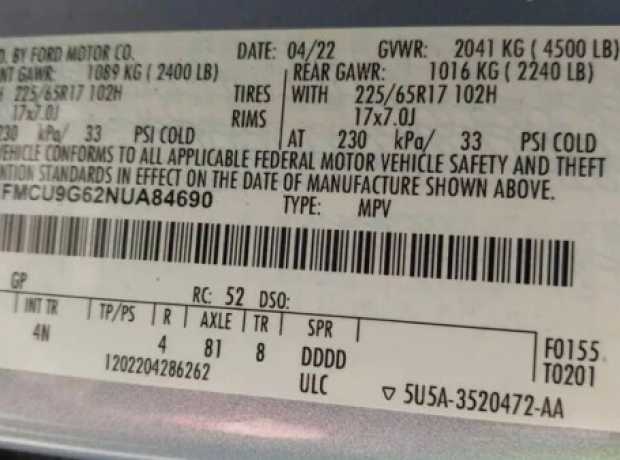 D. BY FORD MOTOR CO. DATE: 04/22 GVWR: 2041 KG ( 4500 LB)
NT GAWR: 1089 KG ( 2400 LB) REAR GAWR: 1016 KG ( 2240 LB)
H 225/65R17 102H TIRES WITH 225/65R17 102H
17x7.0J RIMS 17x7.0J
230 kPa/ 33 PSI COLD AT 230 kPa/ 33 PSI COLD
VEHICLE CONFORMS TO ALL APPLICABLE FEDERAL MOTOR VEHICLE SAFETY AND THEFT
ENTION STANDARDS IN EFFECT ON THE DATE OF MANUFACTURE SHOWN ABOVE.
FMCU9G62NUA84690 TYPE: MPV
GP RC: 52 DSO:
INT TR TP/PS R AXLE TR SPR
4N 4 81 8 DDDD F0155
1202204286262 ULC T0201
▽ 5U5A-3520472-AA